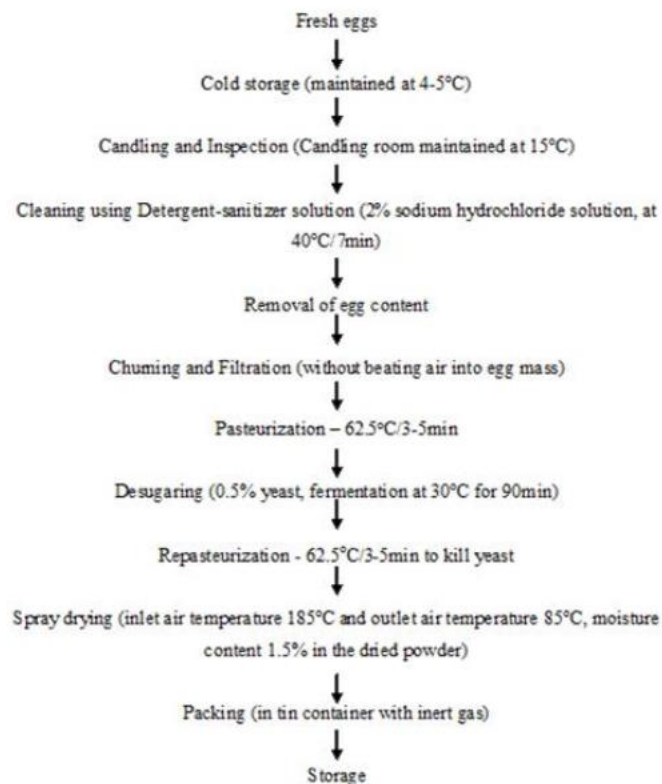 Fresh eggs
Cold storage (maintained at 4-5°C)
Candling and Inspection (Candling room maintained at 15°C)
Cleaning using Detergent-sanitizer solution (2% sodium hydrochloride solution, at
40°C/7min)
Removal of egg content
Churning and Filtration (without beating air into egg mass)
Pasteurization – 62.5°C/3-5min
Desugaring (0.5% yeast, fermentation at 30°C for 90min)
Repasteurization - 62.5°C/3-5min to kill yeast
Spray drying (inlet air temperature 185°C and outlet air temperature 85°C, moisture
content 1.5% in the dried powder)
Packing (in tin container with inert gas)
Storage